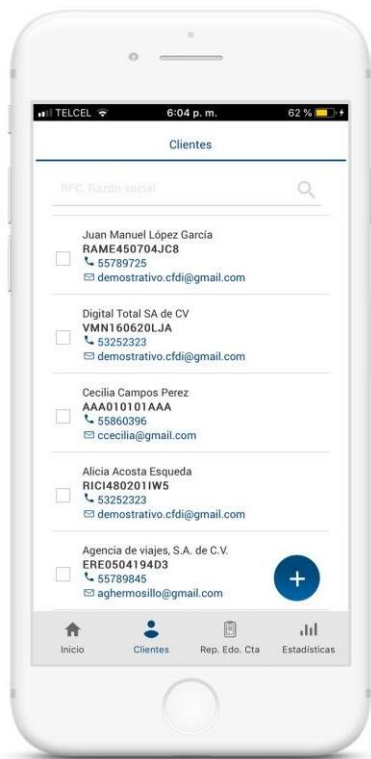 TELCEL 6:04 p. m. 62 %
Clientes
RFC, Razón social
Juan Manuel López García
RAME450704JC8
55789725
demostrativo.cfdi@gmail.com
Digital Total SA de CV
VMN160620LJA
53252323
demostrativo.cfdi@gmail.com
Cecilia Campos Perez
AAA010101AAA
55860396
ccecilia@gmail.com
Alicia Acosta Esqueda
RICI480201IW5
53252323
demostrativo.cfdi@gmail.com
Agencia de viajes, S.A. de C.V.
ERE0504194D3
55789845
aghermosillo@gmail.com
Inicio Clientes Rep. Edo. Cta Estadísticas